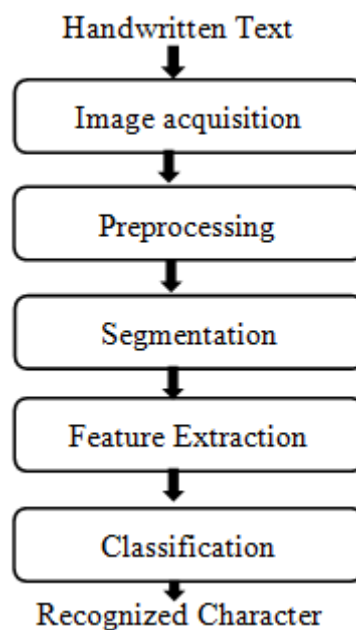 Handwritten Text
Image acquisition
Preprocessing
Segmentation
Feature Extraction
Classification
Recognized Character